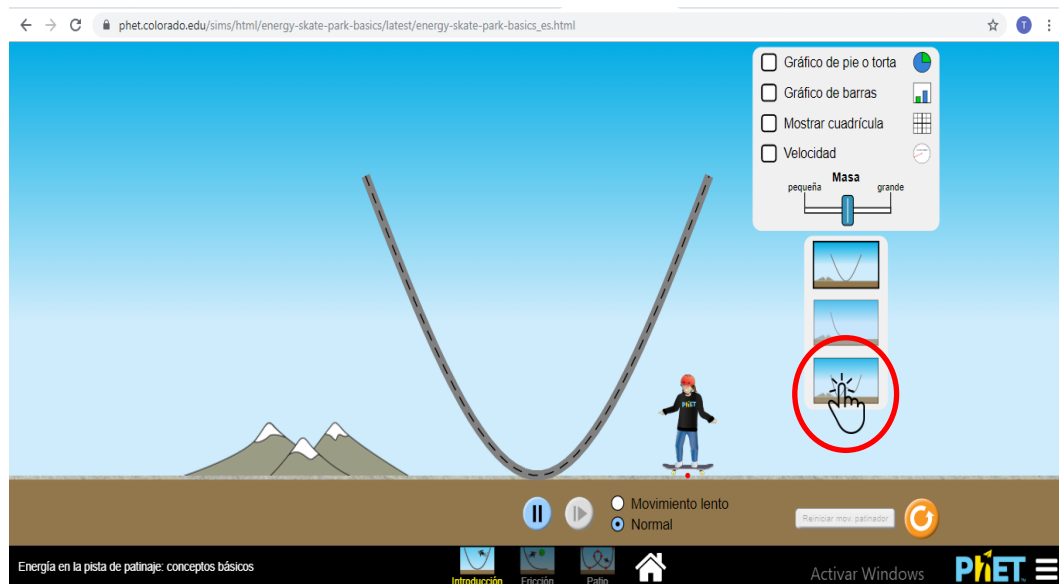 phet.colorado.edu/sims/html/energy-skate-park-basics/latest/energy-skate-park-basics_es.html
T
Gráfico de pie o torta
Gráfico de barras
Mostrar cuadrícula
Velocidad
Masa
pequeña grande
PhET
Movimiento lento
Normal
Reiniciar mov. patinador
Energía en la pista de patinaje: conceptos básicos
Introducción Fricción Patio
Activar Windows
PhET